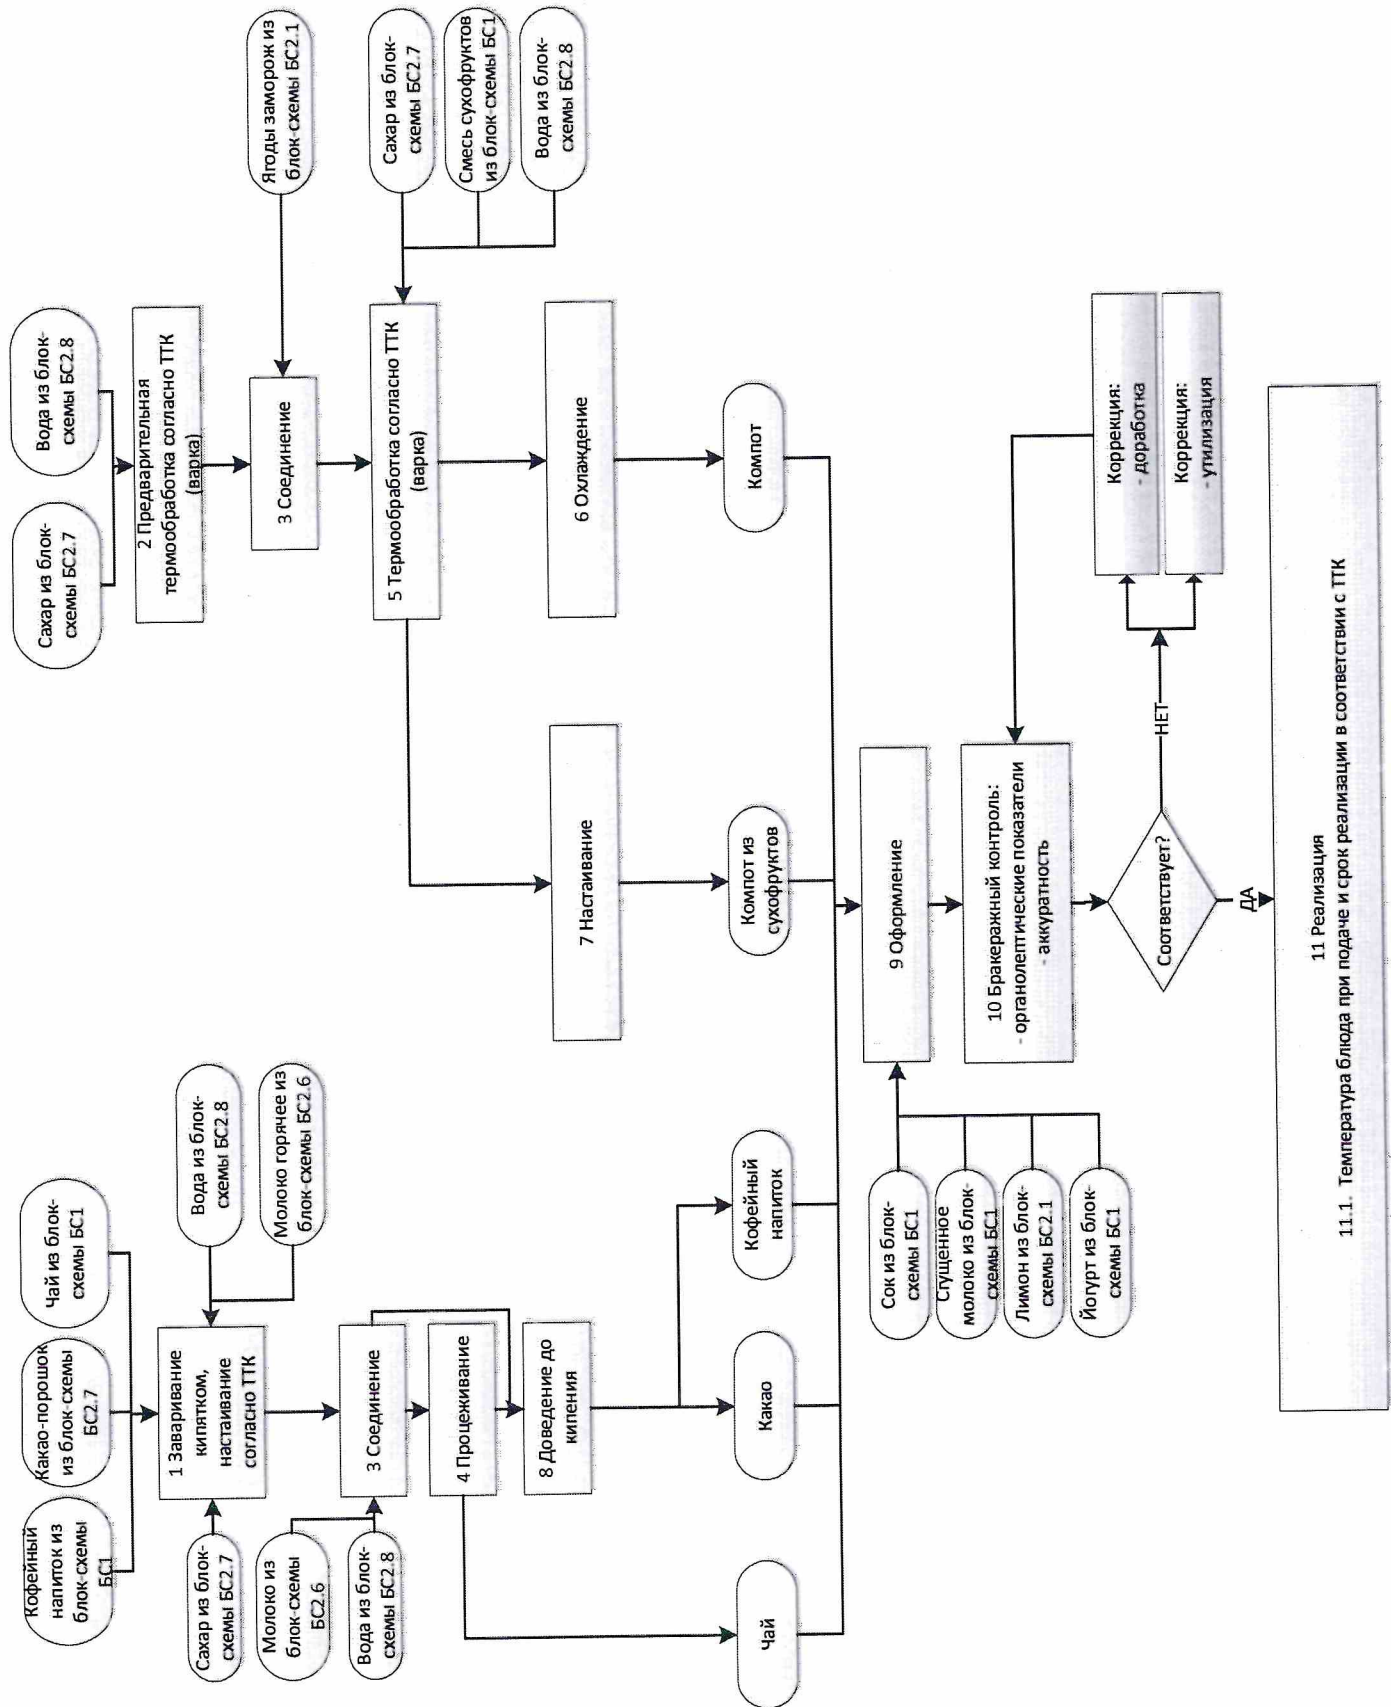 Кофейный
напиток из
блок-схемы
БС1
Какао-порошок
из блок-схемы
БС2.7
Чай из блок-
схемы БС1
Сахар из блок-
схемы БС2.7
Вода из блок-
схемы БС2.8
Сахар из блок-
схемы БС2.7
1 Заваривание
кипятком,
настаивание
согласно ТТК
Вода из блок-
схемы БС2.8
Молоко горячее из
блок-схемы БС2.6
2 Предварительная
термообработка согласно ТТК
(варка)
Молоко из
блок-схемы
БС2.6
Вода из блок-
схемы БС2.8
3 Соединение
3 Соединение
Ягоды заморож из
блок-схемы БС2.1
4 Процеживание
5 Термообработка согласно ТТК
(варка)
Сахар из блок-
схемы БС2.7
Смесь сухофруктов
из блок-схемы БС1
Вода из блок-
схемы БС2.8
8 Доведение до
кипения
7 Настаивание
6 Охлаждение
Чай
Какао
Кофейный
напиток
Компот из
сухофруктов
Компот
Сок из блок-
схемы БС1
Сгущенное
молоко из блок-
схемы БС1
Лимон из блок-
схемы БС2.1
Йогурт из блок-
схемы БС1
9 Оформление
10 Бракеражный контроль:
- органолептические показатели
- аккуратность
Соответствует?
НЕТ
Коррекция:
- доработка
Коррекция:
- утилизация
ДА
11 Реализация
11.1. Температура блюда при подаче и срок реализации в соответствии с ТТК